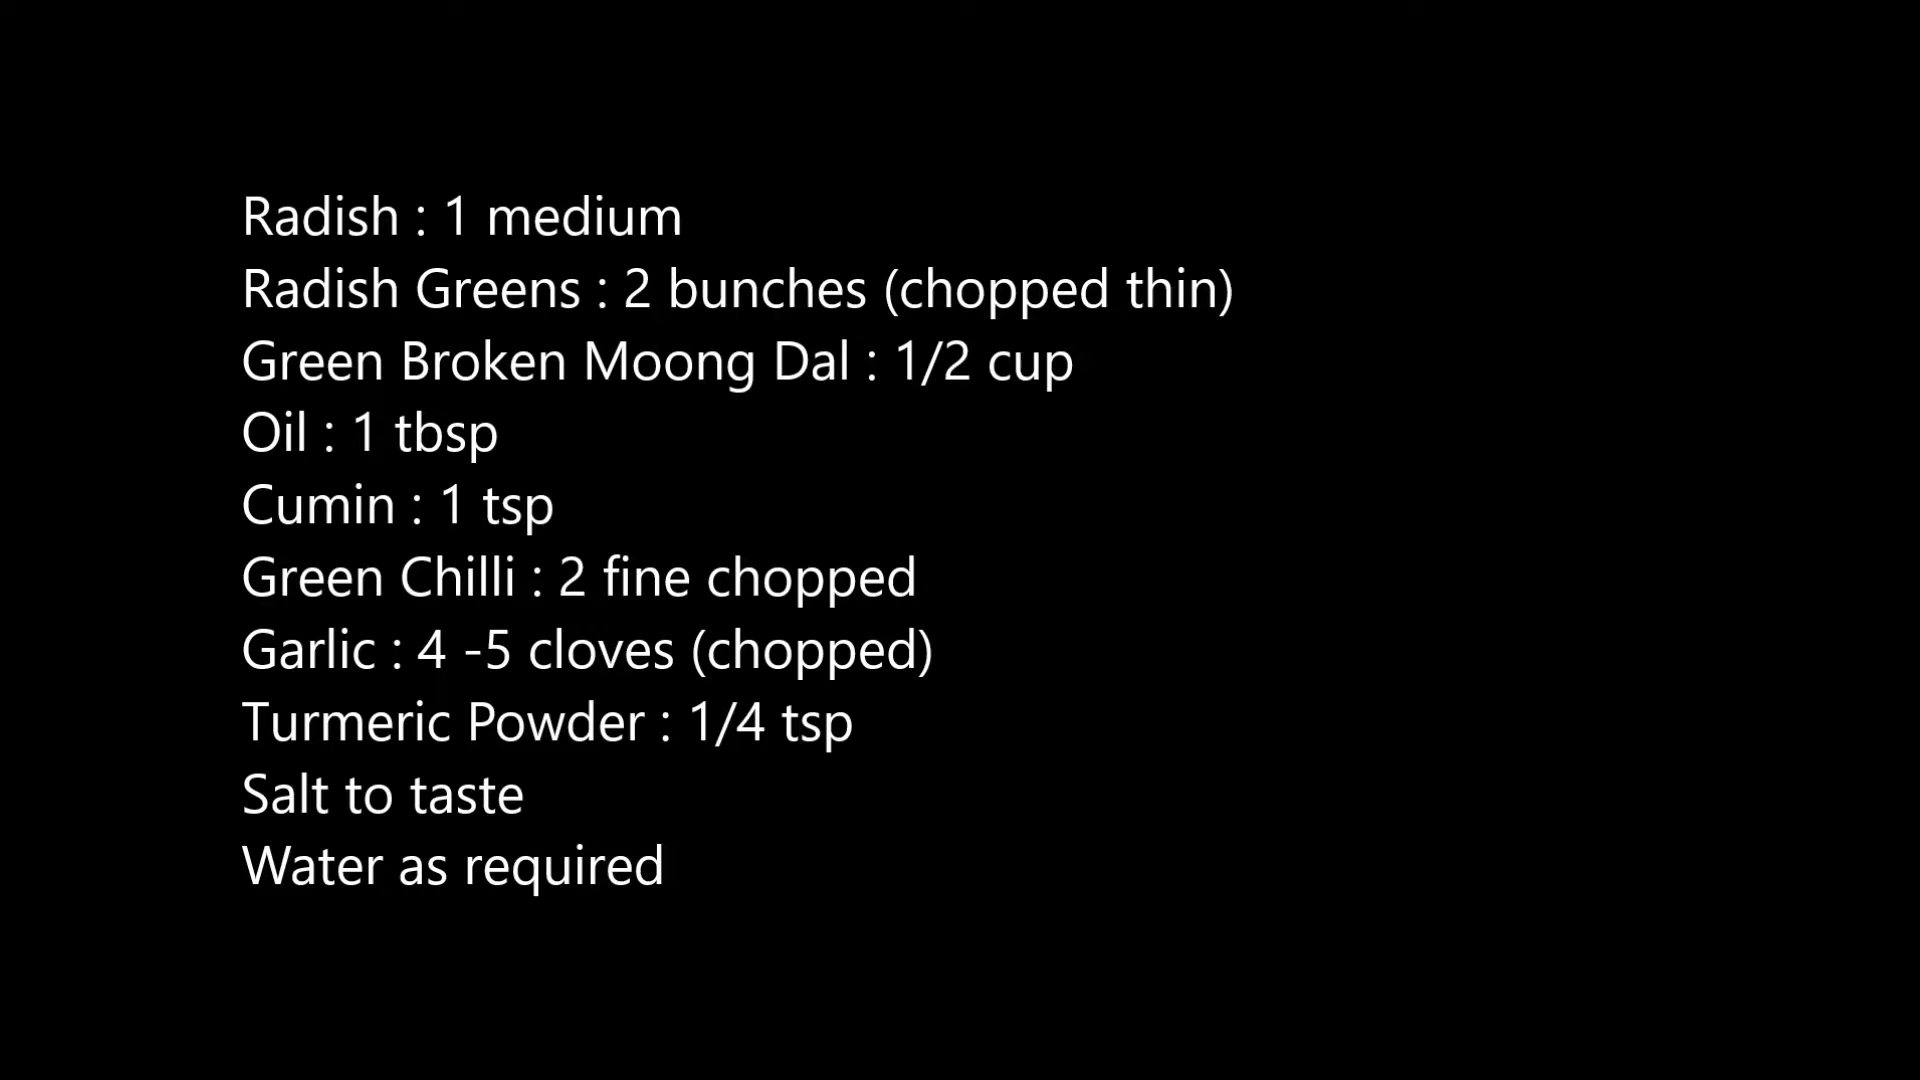 Radish : 1 medium
Radish Greens : 2 bunches (chopped thin)
Green Broken Moong Dal : 1/2 cup
Oil : 1 tbsp
Cumin : 1 tsp
Green Chilli : 2 fine chopped
Garlic : 4 -5 cloves (chopped)
Turmeric Powder : 1/4 tsp
Salt to taste
Water as required